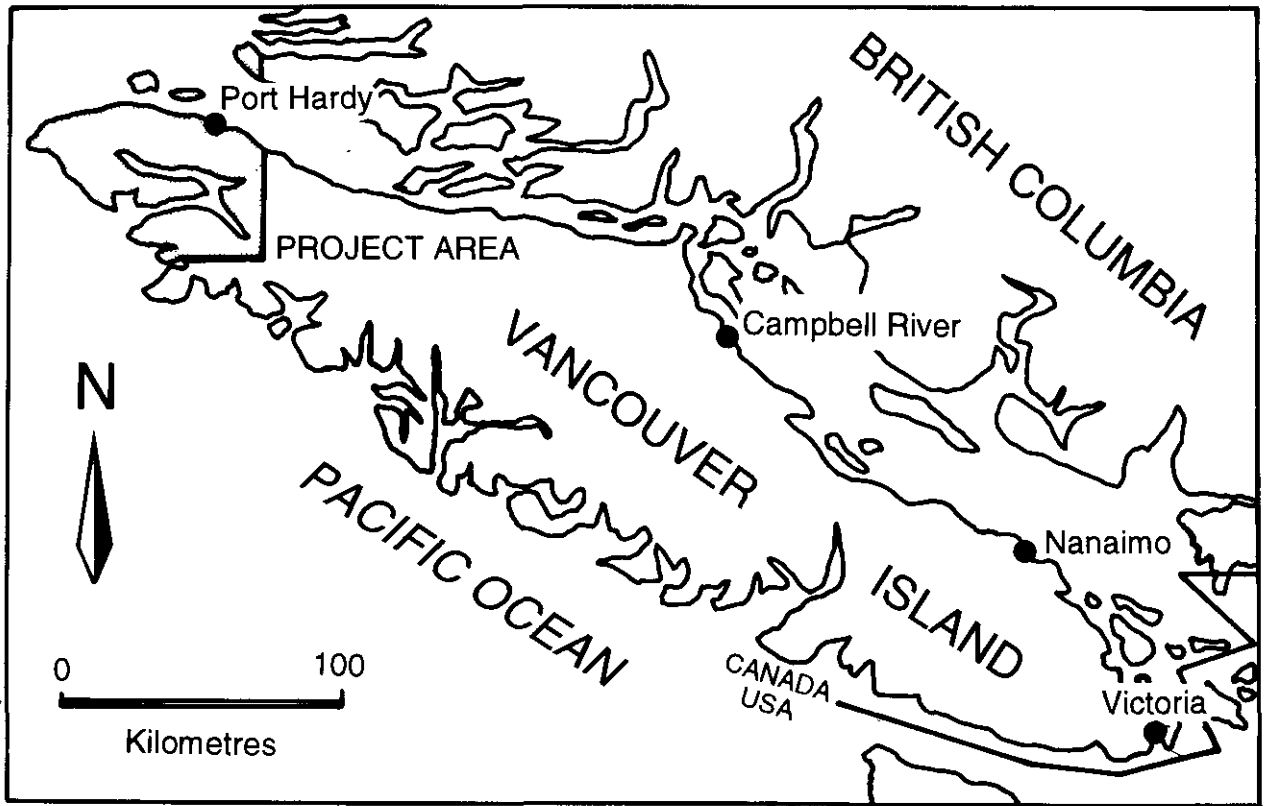 BRITISH COLUMBIA
Port Hardy
PROJECT AREA
Campbell River
VANCOUVER
ISLAND
N
PACIFIC OCEAN
Nanaimo
0 100
Kilometres
CANADA
USA
Victoria